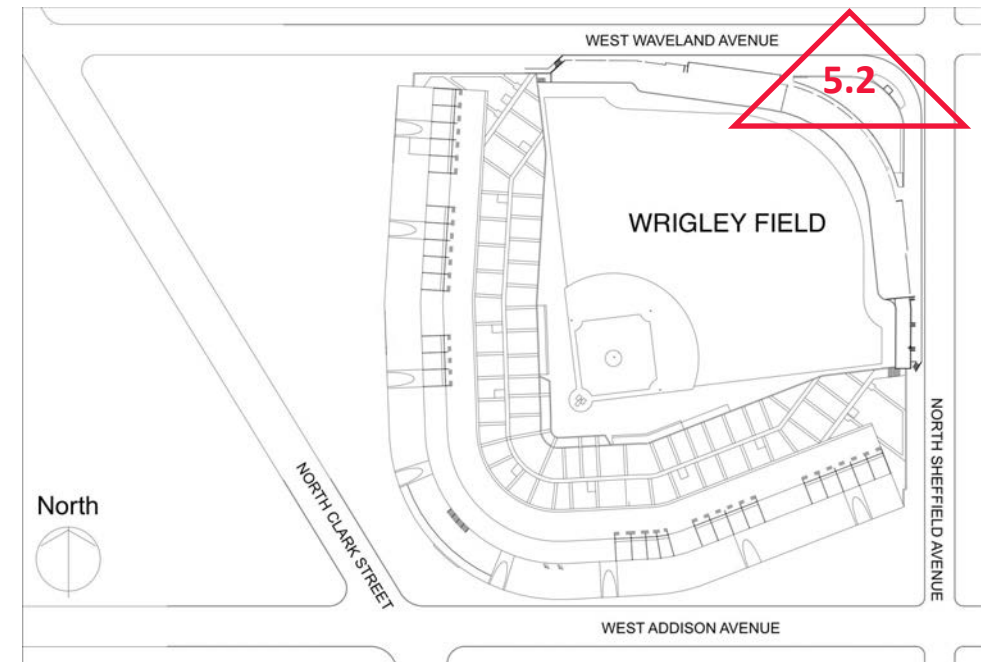 WEST WAVELAND AVENUE
5.2
WRIGLEY FIELD
North
NORTH CLARK STREET
NORTH SHEFFIELD AVENUE
WEST ADDISON AVENUE